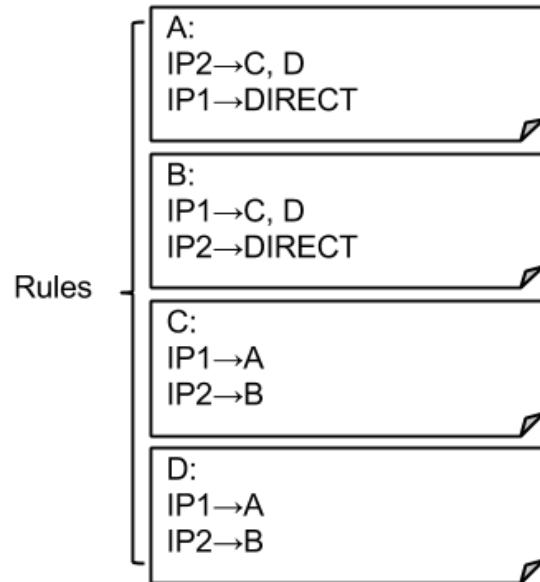 Rules
A:
IP2→C, D
IP1→DIRECT
B:
IP1→C, D
IP2→DIRECT
C:
IP1→A
IP2→B
D:
IP1→A
IP2→B